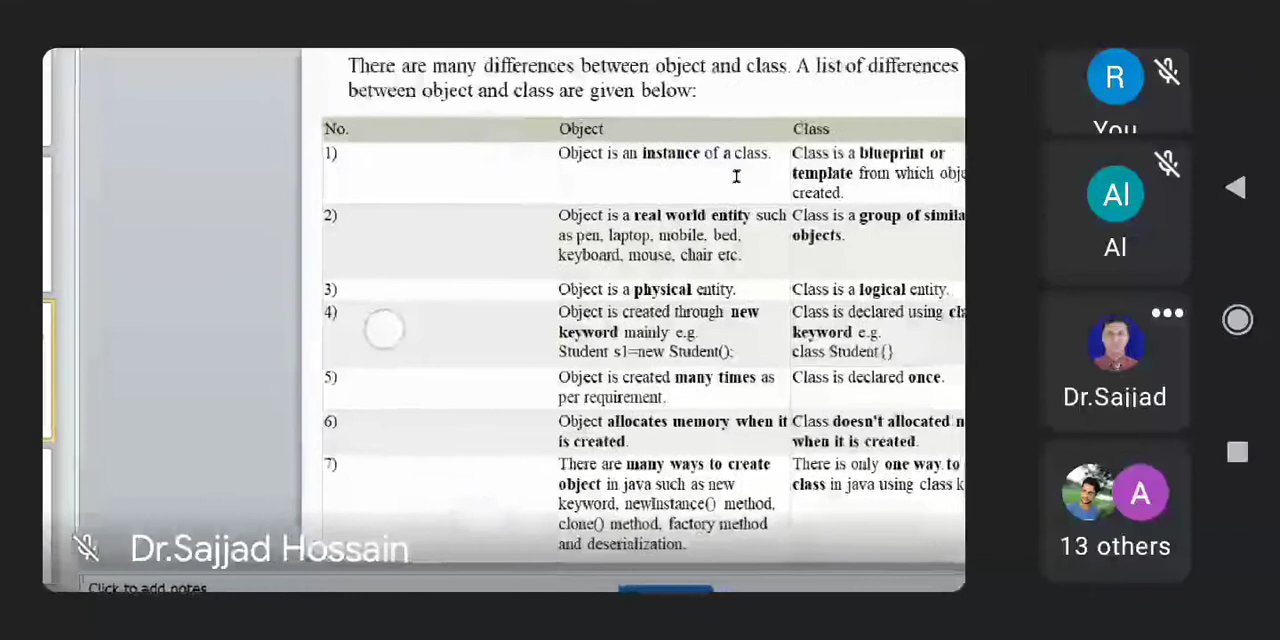 There are many differences between object and class. A list of differences
between object and class are given below:
No. Object Class
1) Object is an instance of a class. Class is a blueprint or
template from which
created.
2) Object is a real world entity such Class is a group of
as pen, laptop, mobile, bed, objects.
keyboard, mouse, chair etc.
3) Object is a physical entity. Class is a logical entity.
4) Object is created through new Class is declared using
keyword mainly e.g. keyword e.g.
Student s1=new Student(); class Student{}
5) Object is created many times as Class is declared once.
per requirement.
6) Object allocates memory when it Class doesn't allocated
is created. when it is created.
7) There are many ways to create There is only one way to
object in java such as new class in java using class
keyword, newInstance() method,
clone() method, factory method
and deserialization.
Dr.Sajjad Hossain
Click to add notes
R
You
Al
Al
Dr.Sajjad
A
13 others